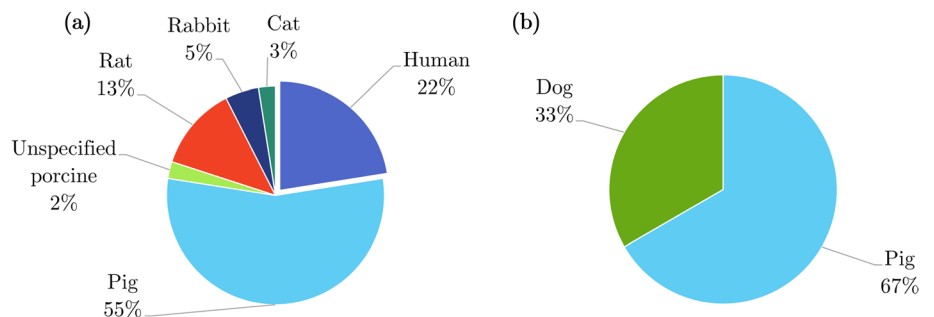 (a)
Cat
3%
Rabbit
5%
Rat
13%
Human
22%
Unspecified
porcine
2%
Pig
55%
(b)
Dog
33%
Pig
67%